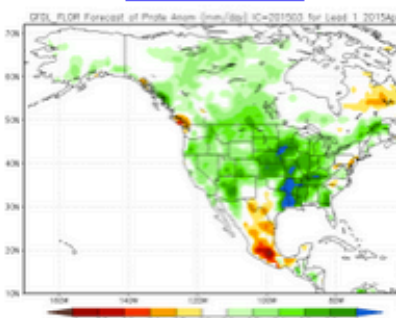 GFDL_FLOR Forecast of Prate Anom (mm/day) IC=201503 for Lead 1 2015Ap
70N
60N
50N
40N
30N
20N
10N
160W 140W 120W 100W 80W